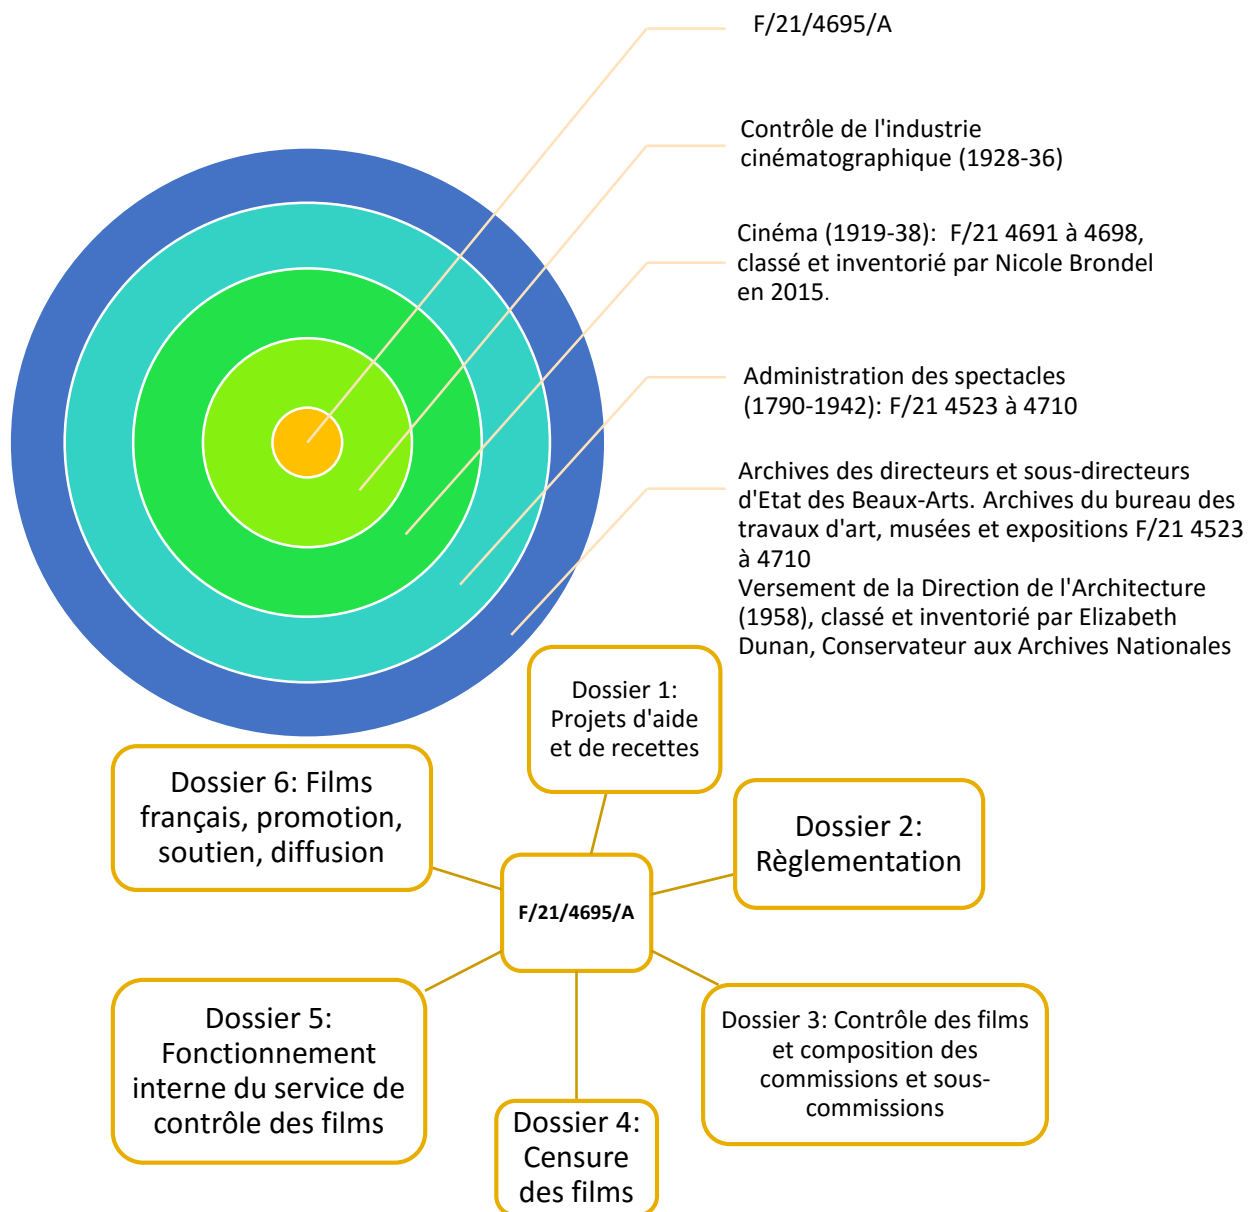 F/21/4695/A
Contrôle de l'industrie
cinématographique (1928-36)
Cinéma (1919-38):  F/21 4691 à 4698,
classé et inventorié par Nicole Brondel
en 2015.
Administration des spectacles
(1790-1942): F/21 4523 à 4710
Archives des directeurs et sous-directeurs
d'Etat des Beaux-Arts. Archives du bureau des
travaux d'art, musées et expositions F/21 4523
à 4710
Versement de la Direction de l'Architecture
(1958), classé et inventorié par Elizabeth
Dunan, Conservateur aux Archives Nationales
Dossier 1:
Projets d'aide
et de recettes
Dossier 6: Films
français, promotion,
soutien, diffusion
Dossier 2:
Règlementation
F/21/4695/A
Dossier 5:
Fonctionnement
interne du service de
contrôle des films
Dossier 3: Contrôle des films
et composition des
commissions et sous-
commissions
Dossier 4:
Censure
des films